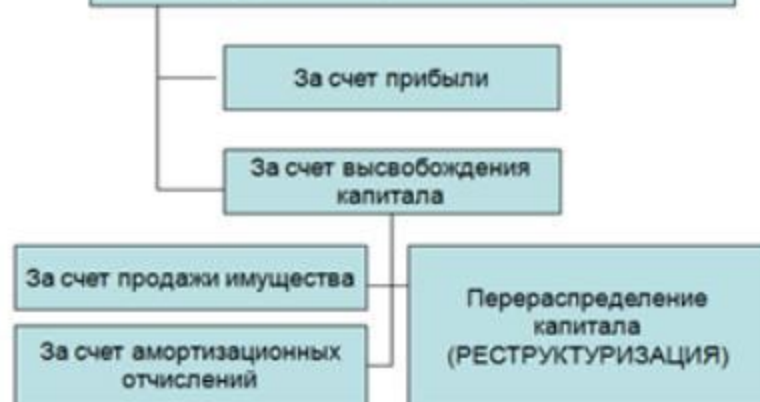 За счет прибыли
За счет высвобождения
капитала
За счет продажи имущества
Перераспределение
капитала
(РЕСТРУКТУРИЗАЦИЯ)
За счет амортизационных
отчислений